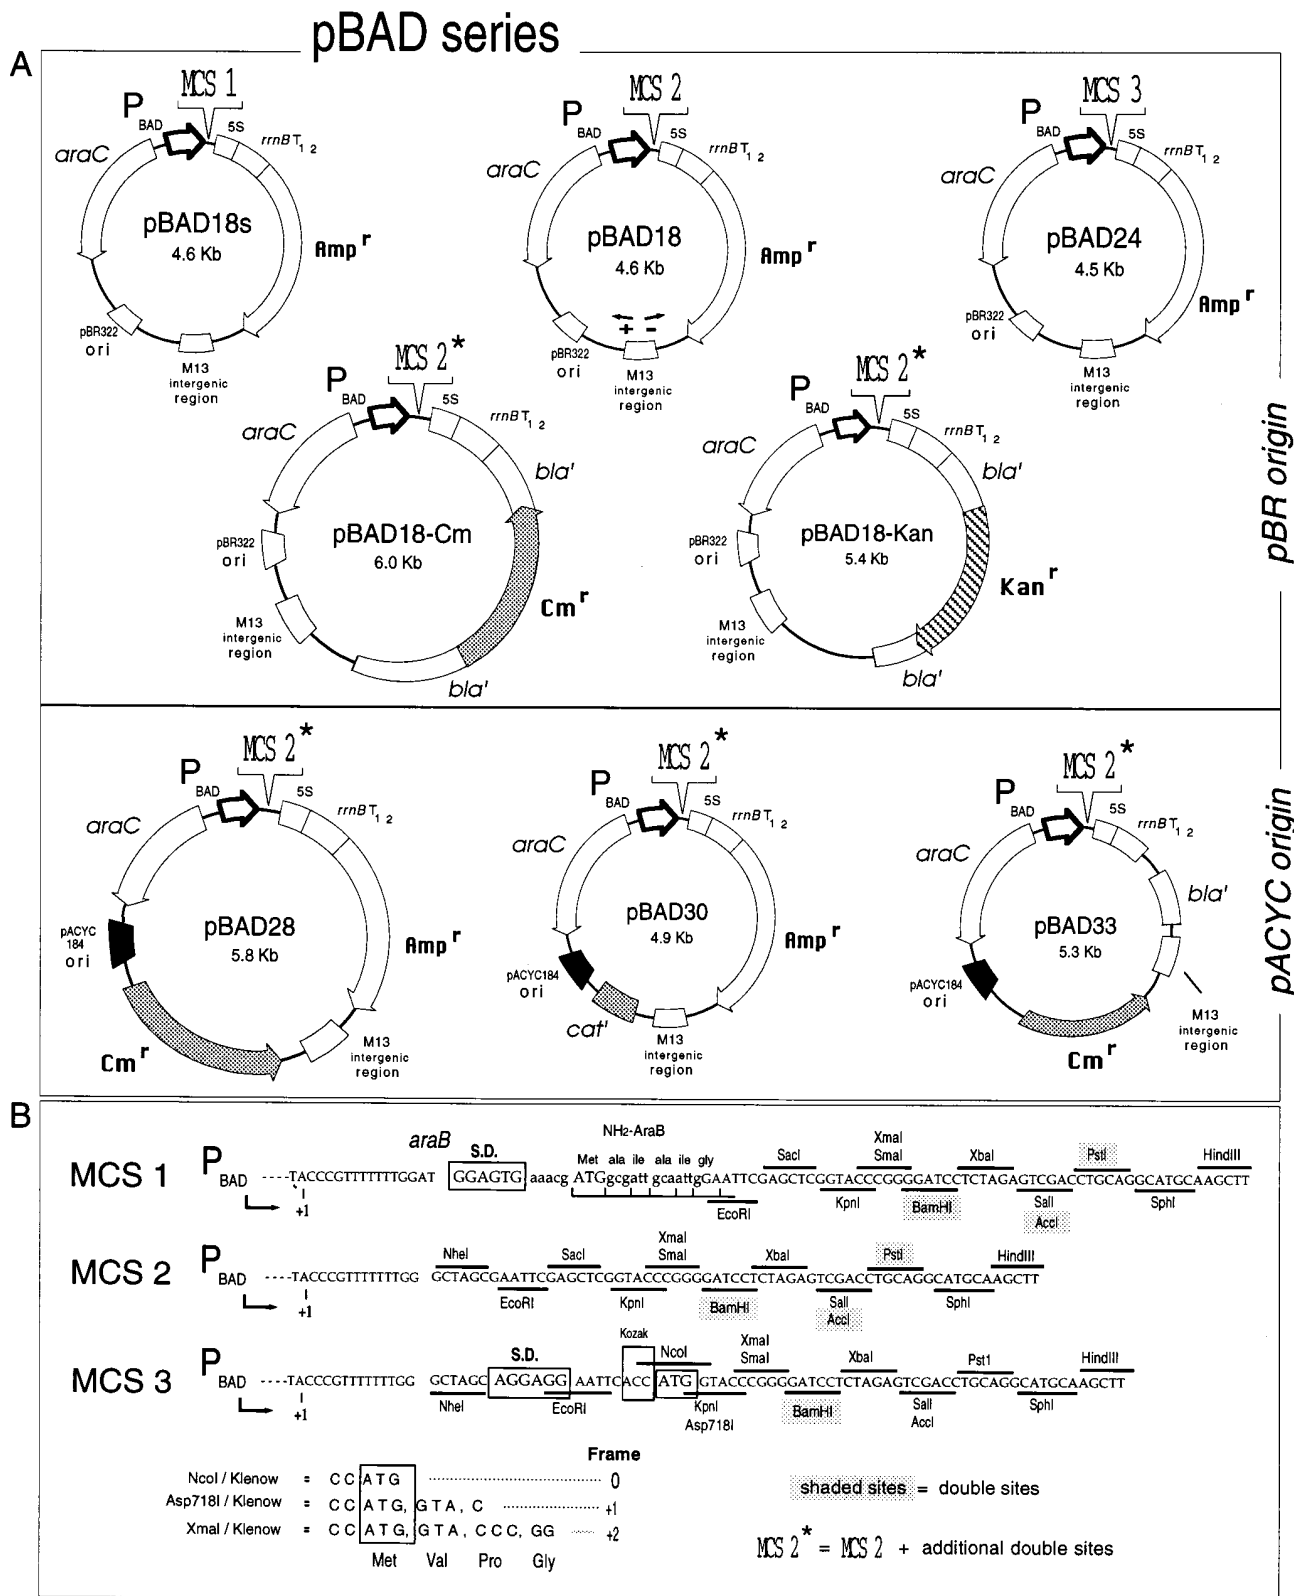 pBAD series
A
P BAD
MCS 1
5S
rrnBT1 2
araC
pBAD18s
4.6 Kb
Amp r
pBR322
ori
M13
intergenic
region
P BAD
MCS 2
5S
rrnBT1 2
araC
pBAD18
4.6 Kb
Amp r
+ -
pBR322
ori
M13
intergenic
region
P BAD
MCS 3
5S
rrnBT1 2
araC
pBAD24
4.5 Kb
Amp r
pBR322
ori
M13
intergenic
region
P BAD
MCS 2*
5S
rrnBT1 2
araC
bla'
pBAD18-Cm
6.0 Kb
pBR322
ori
Cm r
M13
intergenic
region
bla'
P BAD
MCS 2*
5S
rrnBT1 2
araC
bla'
pBAD18-Kan
5.4 Kb
pBR322
ori
Kan r
M13
intergenic
region
bla'
pBR origin
P BAD
MCS 2*
5S
rrnBT1 2
araC
pBAD28
5.8 Kb
pACYC
184
ori
Amp r
Cm r
M13
intergenic
region
P BAD
MCS 2*
5S
rrnBT1 2
araC
pBAD30
4.9 Kb
Amp r
pACYC184
ori
cat'
M13
intergenic
region
P BAD
MCS 2*
5S
rrnBT1 2
araC
bla'
pBAD33
5.3 Kb
pACYC184
ori
M13
intergenic
region
Cm r
pACYC origin
B
araB
S.D.
NH2-AraB
Met ala ile ala ile gly
SacI
XmaI
SmaI
XbaI
PstI
HindIII
MCS 1 P BAD ----TACCCGTTTTTTTGGAT GGAGTG aaacg ATGgcgattgcaattgGAATTCGAGCTCGGTACCCGGGGATCCTCTAGAGTCGACCTGCAGGCATGCAAGCTT
+1
EcoRI
KpnI
BamHI
SalI
AccI
SphI
NheI
SacI
XmaI
SmaI
XbaI
PstI
HindIII
MCS 2 P BAD ----TACCCGTTTTTTTGG GCTAGCGAATTCGAGCTCGGTACCCGGGGATCCTCTAGAGTCGACCTGCAGGCATGCAAGCTT
+1
EcoRI
KpnI
BamHI
SalI
AccI
SphI
S.D.
Kozak
NcoI
XmaI
SmaI
XbaI
Pst1
HindIII
MCS 3 P BAD ----TACCCGTTTTTTTGG GCTAGC AGGAGG AATTCACC ATG GTACCCGGGGATCCTCTAGAGTCGACCTGCAGGCATGCAAGCTT
+1
NheI
EcoRI
KpnI
Asp718I
BamHI
SalI
AccI
SphI
Frame
NcoI / Klenow = CC ATG ........ 0
Asp718I / Klenow = CC ATG, GTA, C ........ +1
XmaI / Klenow = CC ATG, GTA, CCC, GG ...... +2
Met Val Pro Gly
shaded sites = double sites
MCS 2* = MCS 2 + additional double sites